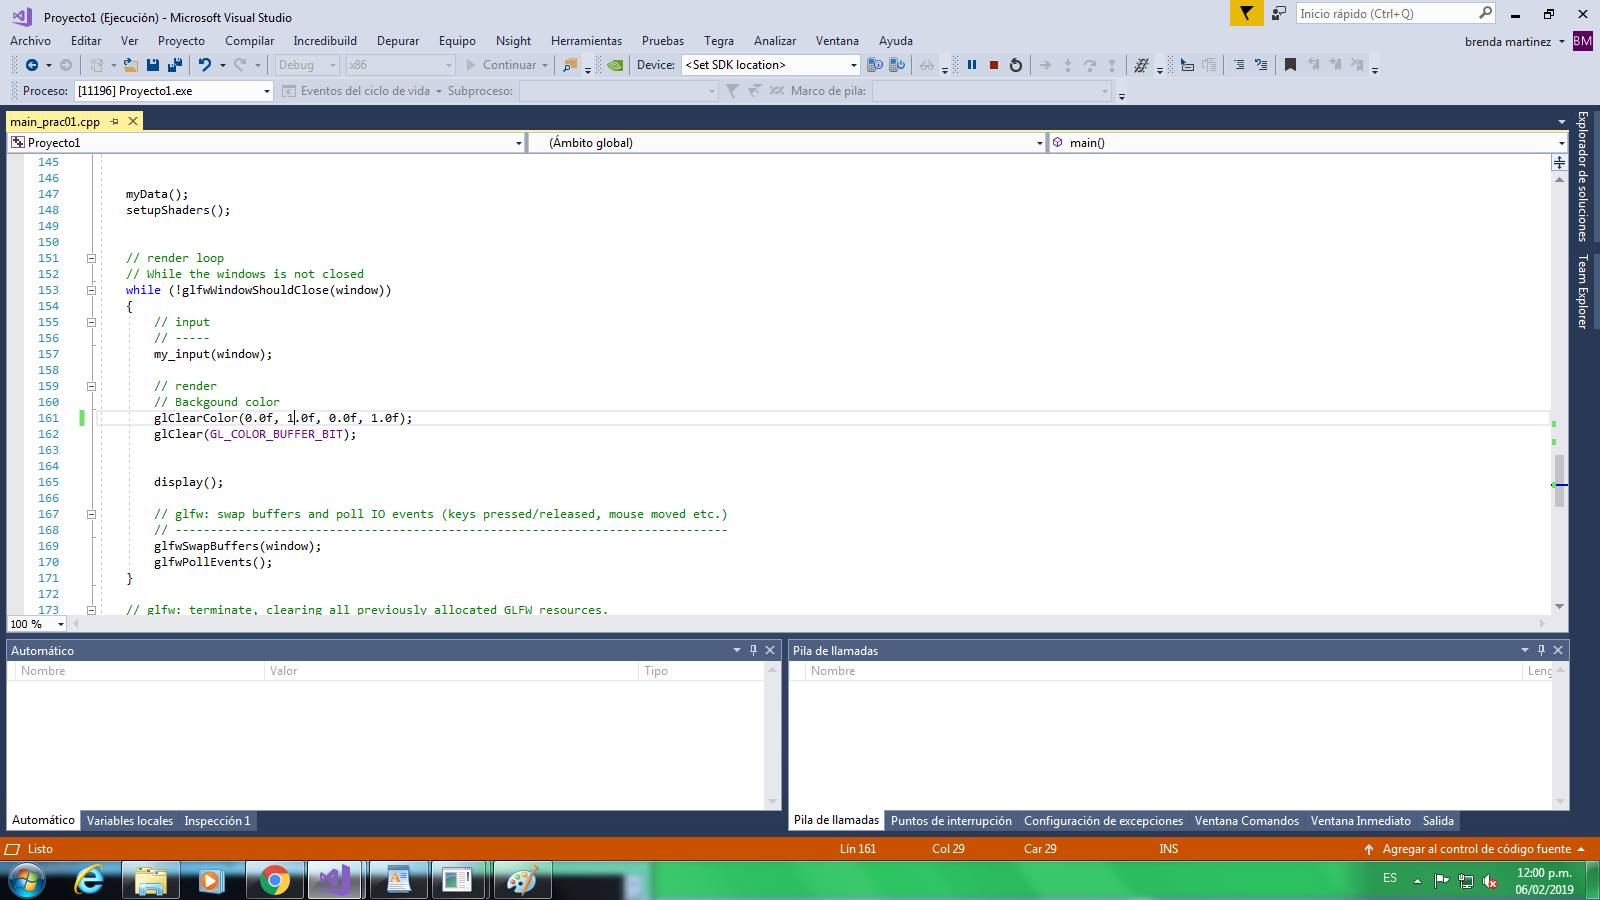 Proyecto1 (Ejecución) - Microsoft Visual Studio
Inicio rápido (Ctrl+Q)
Archivo Editar Ver Proyecto Compilar Incredibuild Depurar Equipo Nsight Herramientas Pruebas Tegra Analizar Ventana Ayuda
brenda martinez BM
Debug x86 Continuar Device: <Set SDK location>
Proceso: [11196] Proyecto1.exe Eventos del ciclo de vida Subproceso: Marco de pila:
main_prac01.cpp
Proyecto1 (Ámbito global) main()
145
146
147 myData();
148 setupShaders();
149
150
151 // render loop
152 // While the windows is not closed
153 while (!glfwWindowShouldClose(window))
154 {
155 // input
156 // -----
157 my_input(window);
158
159 // render
160 // Backgound color
161 glClearColor(0.0f, 1.0f, 0.0f, 1.0f);
162 glClear(GL_COLOR_BUFFER_BIT);
163
164
165 display();
166
167 // glfw: swap buffers and poll IO events (keys pressed/released, mouse moved etc.)
168 // -------------------------------------------------------------------------------
169 glfwSwapBuffers(window);
170 glfwPollEvents();
171 }
172
173 // glfw: terminate, clearing all previously allocated GLFW resources.
100 %
Explorador de soluciones
Team Explorer
Automático
Nombre Valor Tipo
Automático Variables locales Inspección 1
Pila de llamadas
Nombre Leng
Pila de llamadas Puntos de interrupción Configuración de excepciones Ventana Comandos Ventana Inmediato Salida
Listo Lín 161 Col 29 Car 29 INS Agregar al control de código fuente
ES
12:00 p.m.
06/02/2019